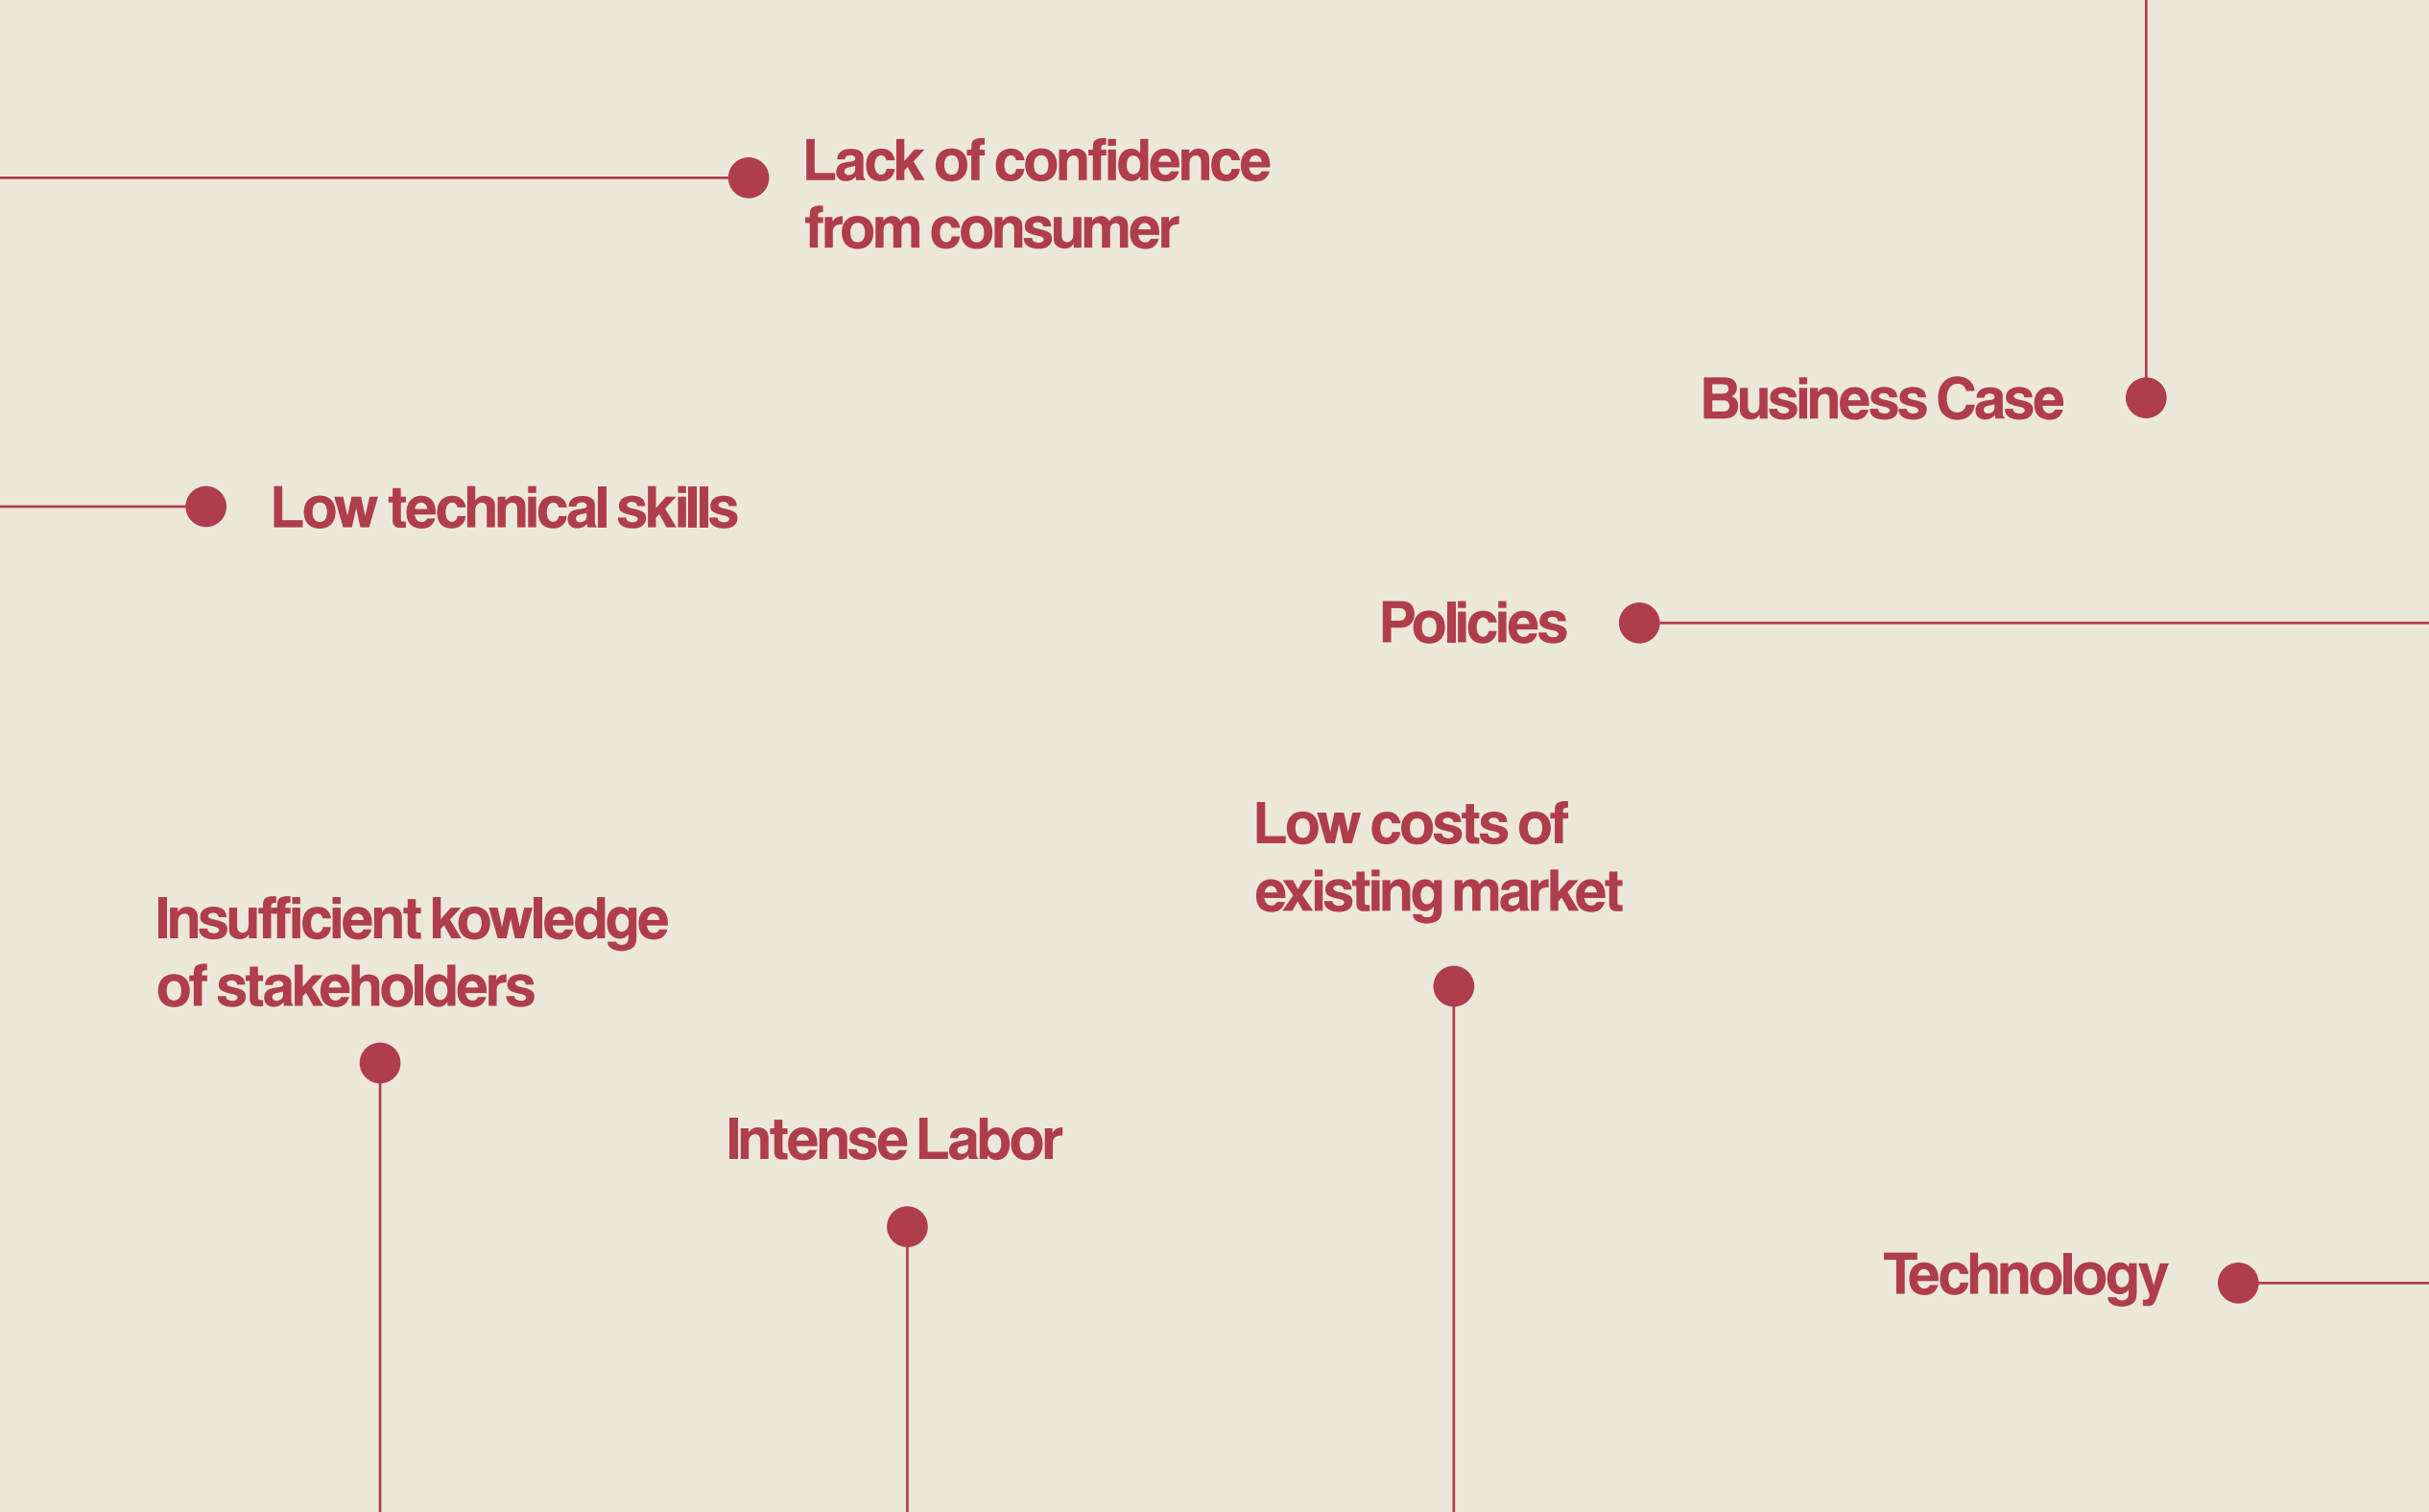 Lack of confidence
from consumer
Business Case
Low technical skills
Policies
Low costs of
existing market
Insufficient kowledge
of stakeholders
Intense Labor
Technology